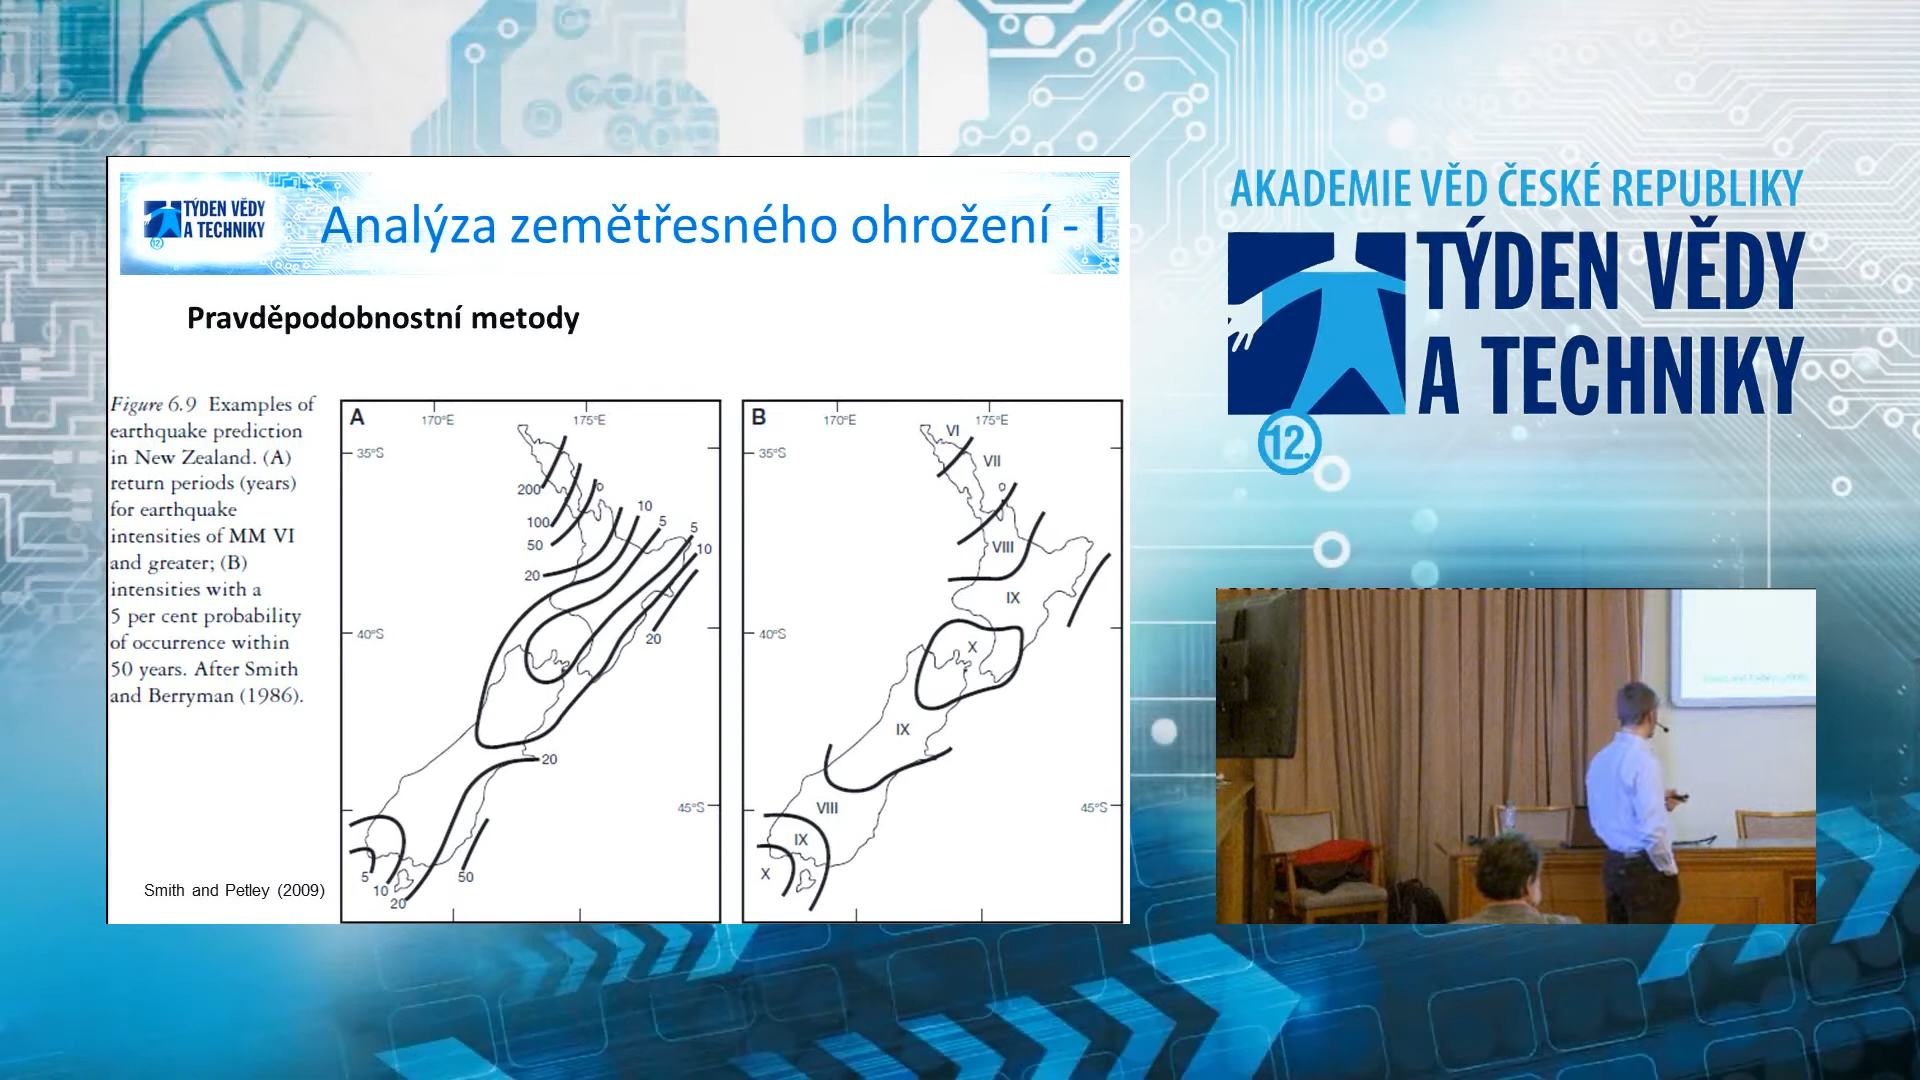 TÝDEN VĚDY
A TECHNIKY
12.
Analýza zemětřesného ohrožení - I
Pravděpodobnostní metody
Figure 6.9 Examples of
earthquake prediction
in New Zealand. (A)
return periods (years)
for earthquake
intensities of MM VI
and greater; (B)
intensities with a
5 per cent probability
of occurrence within
50 years. After Smith
and Berryman (1986).
Smith and Petley (2009)
A
170°E
175°E
35°S
200
100
50
20
10
5
5
10
20
40°S
20
45°S
5
10
20
50
B
170°E
175°E
35°S
VI
VII
VIII
IX
40°S
X
IX
VIII
45°S
IX
X
AKADEMIE VĚD ČESKÉ REPUBLIKY
TÝDEN VĚDY
A TECHNIKY
12.